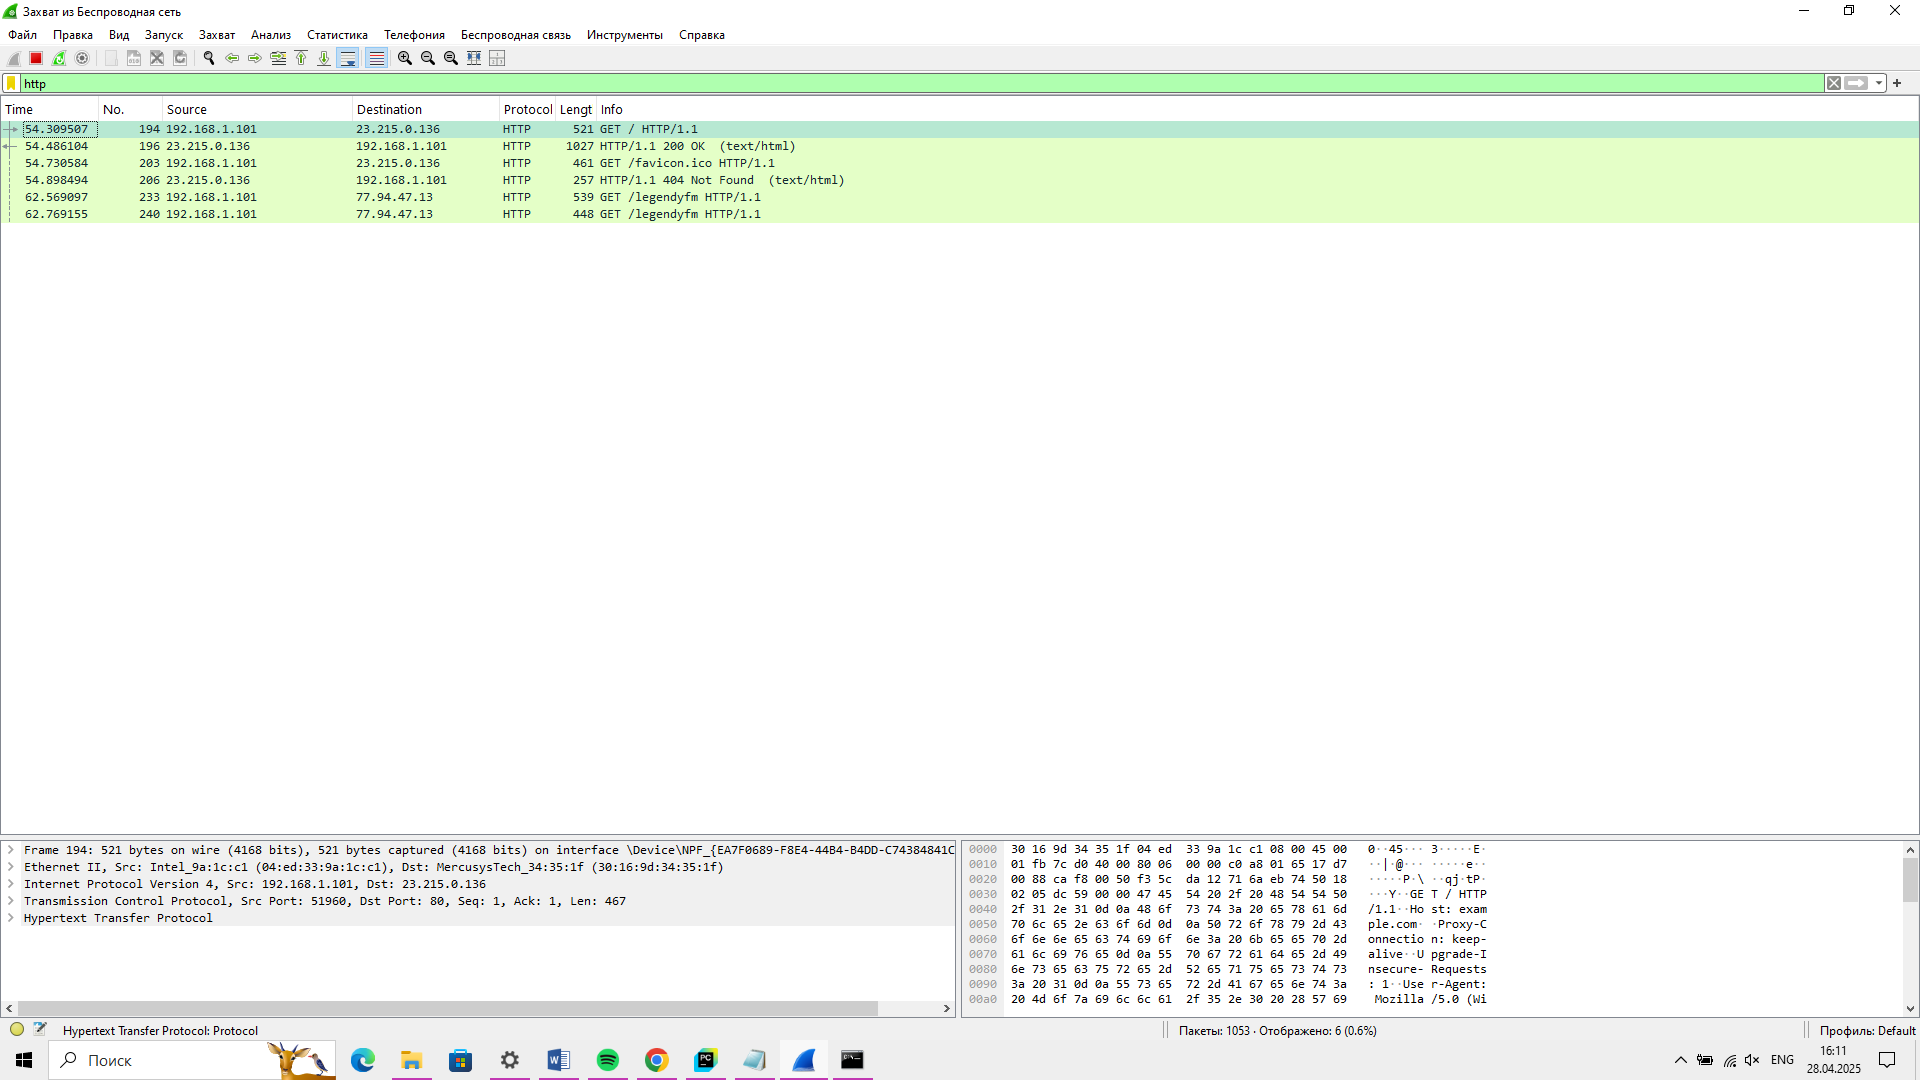 Захват из Беспроводная сеть
Файл Правка Вид Запуск Захват Анализ Статистика Телефония Беспроводная связь Инструменты Справка
http
Time No. Source Destination Protocol Lengt Info
54.309507 194 192.168.1.101 23.215.0.136 HTTP 521 GET / HTTP/1.1
54.486104 196 23.215.0.136 192.168.1.101 HTTP 1027 HTTP/1.1 200 OK (text/html)
54.730584 203 192.168.1.101 23.215.0.136 HTTP 461 GET /favicon.ico HTTP/1.1
54.898494 206 23.215.0.136 192.168.1.101 HTTP 257 HTTP/1.1 404 Not Found (text/html)
62.569097 233 192.168.1.101 77.94.47.13 HTTP 539 GET /legendyfm HTTP/1.1
62.769155 240 192.168.1.101 77.94.47.13 HTTP 448 GET /legendyfm HTTP/1.1
Frame 194: 521 bytes on wire (4168 bits), 521 bytes captured (4168 bits) on interface \Device\NPF_{EA7F0689-F8E4-44B4-B4DD-C74384841C
Ethernet II, Src: Intel_9a:1c:c1 (04:ed:33:9a:1c:c1), Dst: MercusysTech_34:35:1f (30:16:9d:34:35:1f)
Internet Protocol Version 4, Src: 192.168.1.101, Dst: 23.215.0.136
Transmission Control Protocol, Src Port: 51960, Dst Port: 80, Seq: 1, Ack: 1, Len: 467
Hypertext Transfer Protocol
0000 30 16 9d 34 35 1f 04 ed 33 9a 1c c1 08 00 45 00 0··45··· 3·····E·
0010 01 fb 7c d0 40 00 80 06 00 00 c0 a8 01 65 17 d7 ··|·@··· ·····e··
0020 00 88 ca f8 00 50 f3 5c da 12 71 6a eb 74 50 18 ·····P·\ ··qj·tP·
0030 02 05 dc 59 00 00 47 45 54 20 2f 20 48 54 54 50 ···Y··GE T / HTTP
0040 2f 31 2e 31 0d 0a 48 6f 73 74 3a 20 65 78 61 6d /1.1··Ho st: exam
0050 70 6c 65 2e 63 6f 6d 0d 0a 50 72 6f 78 79 2d 43 ple.com· ·Proxy-C
0060 6f 6e 6e 65 63 74 69 6f 6e 3a 20 6b 65 65 70 2d onnectio n: keep-
0070 61 6c 69 76 65 0d 0a 55 70 67 72 61 64 65 2d 49 alive··U pgrade-I
0080 6e 73 65 63 75 72 65 2d 52 65 71 75 65 73 74 73 nsecure- Requests
0090 3a 20 31 0d 0a 55 73 65 72 2d 41 67 65 6e 74 3a : 1··Use r-Agent:
00a0 20 4d 6f 7a 69 6c 6c 61 2f 35 2e 30 20 28 57 69 Mozilla /5.0 (Wi
Hypertext Transfer Protocol: Protocol
Пакеты: 1053 · Отображено: 6 (0.6%)
Профиль: Default
Поиск
ENG
16:11
28.04.2025